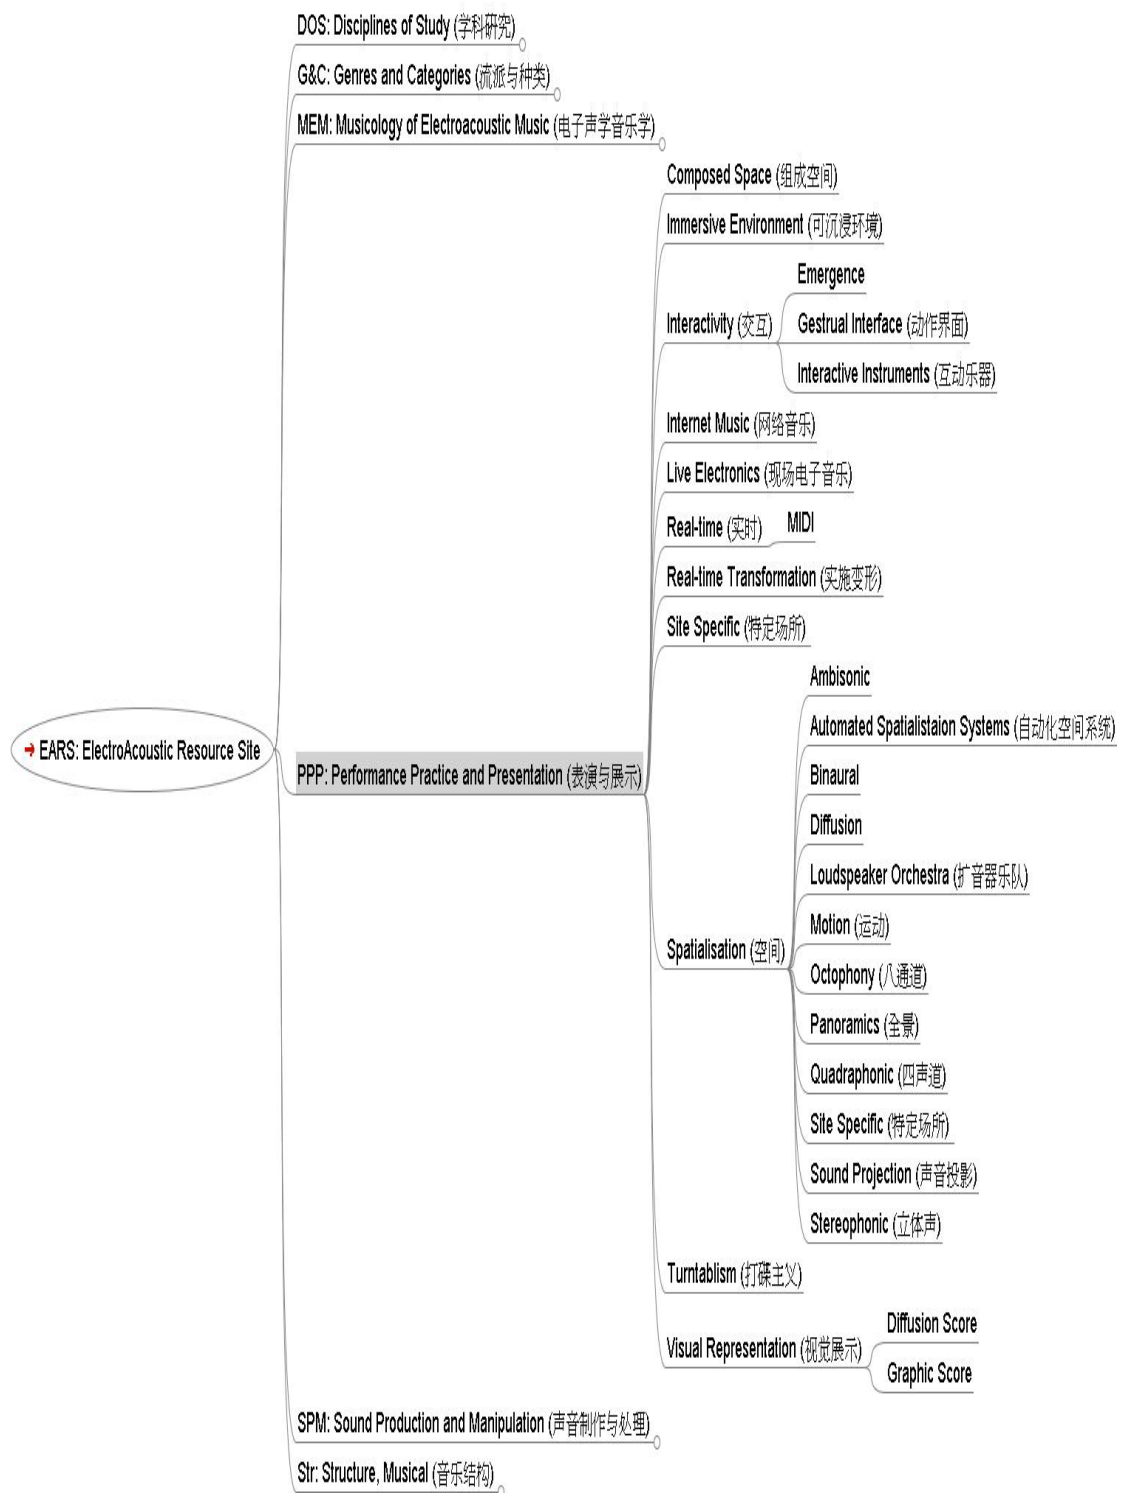 DOS: Disciplines of Study (学科研究)
G&C: Genres and Categories (流派与种类)
MEM: Musicology of Electroacoustic Music (电子声学音乐学)
Composed Space (组成空间)
Immersive Environment (可沉浸环境)
Emergence
Interactivity (交互)
Gestrual Interface (动作界面)
Interactive Instruments (互动乐器)
Internet Music (网络音乐)
Live Electronics (现场电子音乐)
Real-time (实时)
MIDI
Real-time Transformation (实施变形)
Site Specific (特定场所)
Ambisonic
Automated Spatialistaion Systems (自动化空间系统)
EARS: ElectroAcoustic Resource Site
PPP: Performance Practice and Presentation (表演与展示)
Binaural
Diffusion
Loudspeaker Orchestra (扩音器乐队)
Motion (运动)
Spatialisation (空间)
Octophony (八通道)
Panoramics (全景)
Quadraphonic (四声道)
Site Specific (特定场所)
Sound Projection (声音投影)
Stereophonic (立体声)
Turntablism (打碟主义)
Diffusion Score
Visual Representation (视觉展示)
Graphic Score
SPM: Sound Production and Manipulation (声音制作与处理)
Str: Structure, Musical (音乐结构)